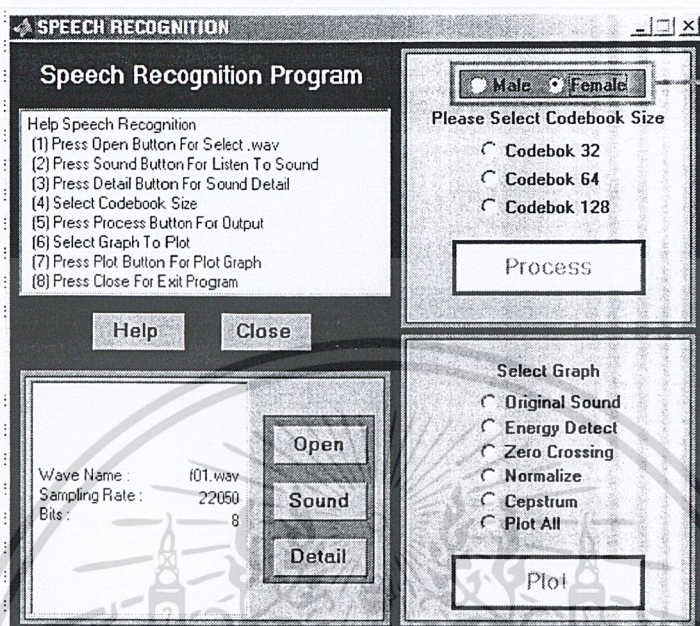 SPEECH RECOGNITION
Speech Recognition Program
Help Speech Recognition
(1) Press Open Button For Select .wav
(2) Press Sound Button For Listen To Sound
(3) Press Detail Button For Sound Detail
(4) Select Codebook Size
(5) Press Process Button For Output
(6) Select Graph To Plot
(7) Press Plot Button For Plot Graph
(8) Press Close For Exit Program
Help Close
Wave Name : f01.wav
Sampling Rate : 22050
Bits : 8
Open
Sound
Detail
Male Female
Please Select Codebook Size
Codebok 32
Codebok 64
Codebok 128
Process
Select Graph
Original Sound
Energy Detect
Zero Crossing
Normalize
Cepstrum
Plot All
Plot